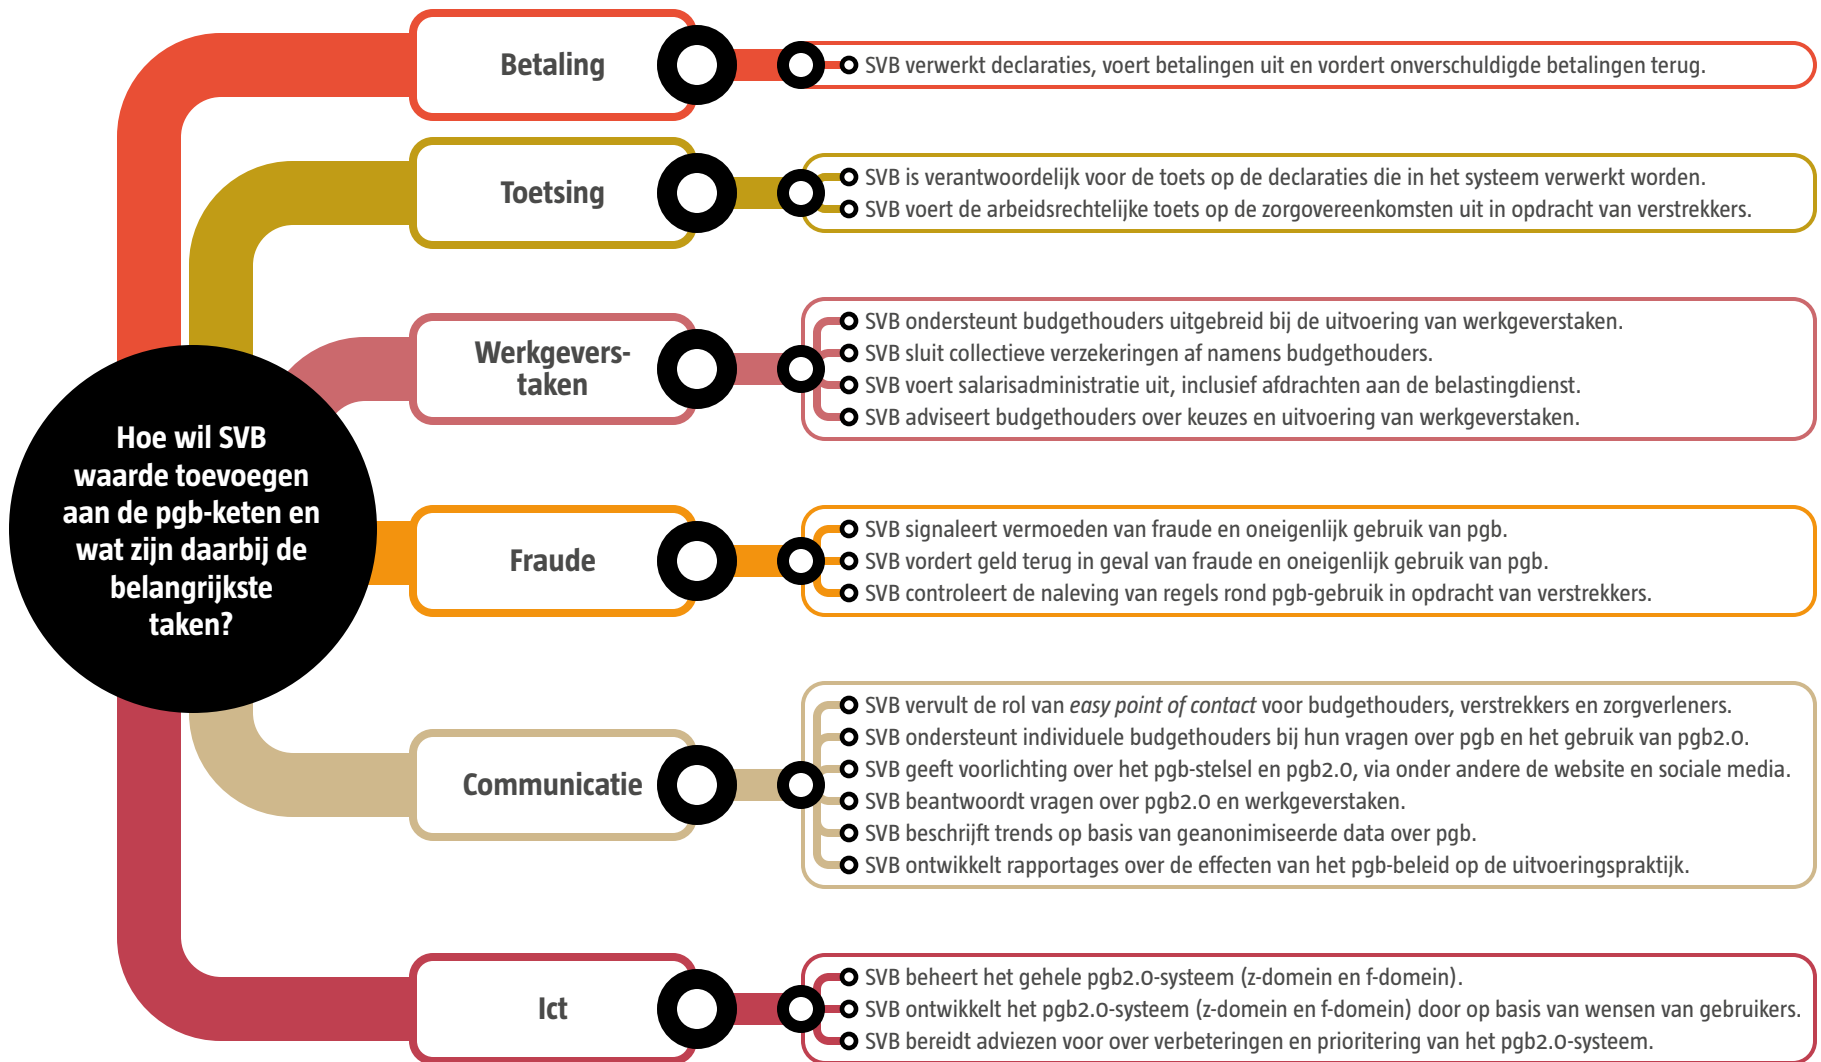 Hoe wil SVB
waarde toevoegen
aan de pgb-keten en
wat zijn daarbij de
belangrijkste
taken?
Betaling
SVB verwerkt declaraties, voert betalingen uit en vordert onverschuldigde betalingen terug.
Toetsing
SVB is verantwoordelijk voor de toets op de declaraties die in het systeem verwerkt worden.
SVB voert de arbeidsrechtelijke toets op de zorgovereenkomsten uit in opdracht van verstrekkers.
Werkgevers-
taken
SVB ondersteunt budgethouders uitgebreid bij de uitvoering van werkgeverstaken.
SVB sluit collectieve verzekeringen af namens budgethouders.
SVB voert salarisadministratie uit, inclusief afdrachten aan de belastingdienst.
SVB adviseert budgethouders over keuzes en uitvoering van werkgeverstaken.
Fraude
SVB signaleert vermoeden van fraude en oneigenlijk gebruik van pgb.
SVB vordert geld terug in geval van fraude en oneigenlijk gebruik van pgb.
SVB controleert de naleving van regels rond pgb-gebruik in opdracht van verstrekkers.
Communicatie
SVB vervult de rol van easy point of contact voor budgethouders, verstrekkers en zorgverleners.
SVB ondersteunt individuele budgethouders bij hun vragen over pgb en het gebruik van pgb2.0.
SVB geeft voorlichting over het pgb-stelsel en pgb2.0, via onder andere de website en sociale media.
SVB beantwoordt vragen over pgb2.0 en werkgeverstaken.
SVB beschrijft trends op basis van geanonimiseerde data over pgb.
SVB ontwikkelt rapportages over de effecten van het pgb-beleid op de uitvoeringspraktijk.
Ict
SVB beheert het gehele pgb2.0-systeem (z-domein en f-domein).
SVB ontwikkelt het pgb2.0-systeem (z-domein en f-domein) door op basis van wensen van gebruikers.
SVB bereidt adviezen voor over verbeteringen en prioritering van het pgb2.0-systeem.